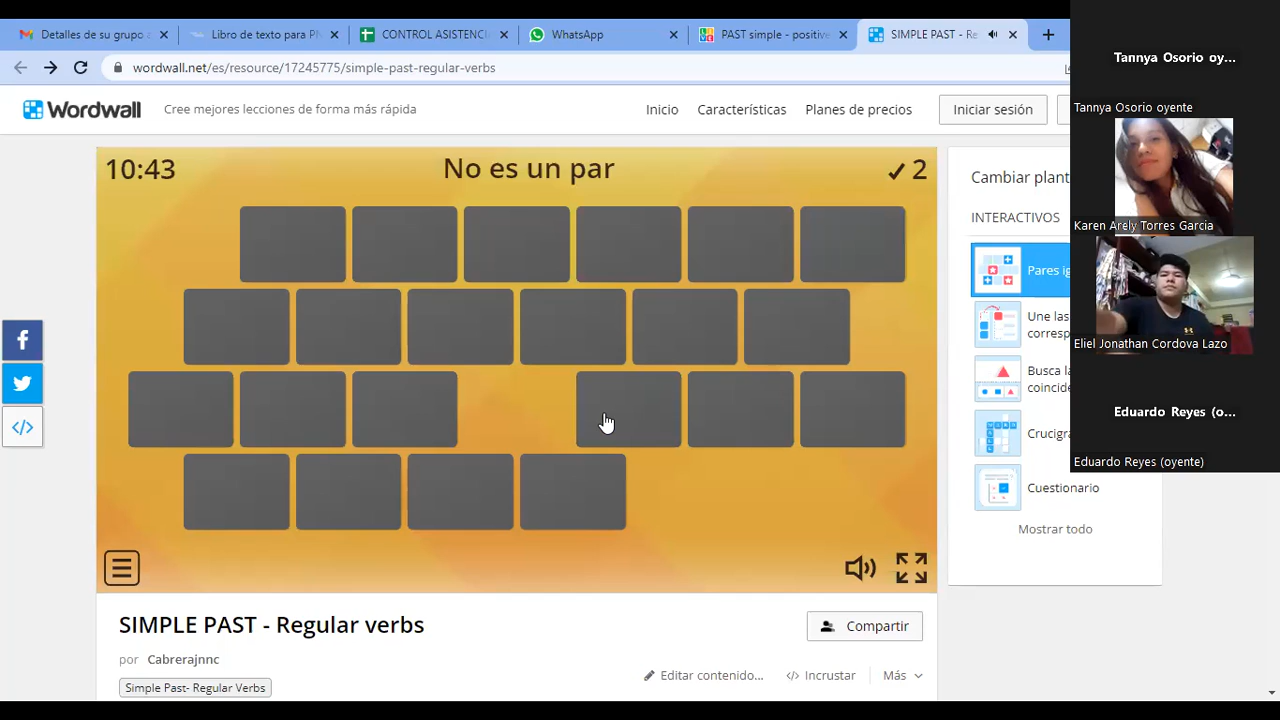 Detalles de su grupo
Libro de texto para P
CONTROL ASISTENC
WhatsApp
PAST simple - positive
SIMPLE PAST - Re
wordwall.net/es/resource/17245775/simple-past-regular-verbs
Wordwall
Cree mejores lecciones de forma más rápida
Inicio
Características
Planes de precios
Iniciar sesión
10:43
No es un par
2
Cambiar plant
INTERACTIVOS
Pares ig
Une las
corresp
Busca la
coincide
Crucigra
Cuestionario
Mostrar todo
SIMPLE PAST - Regular verbs
Compartir
por Cabrerajnnc
Editar contenido...
Incrustar
Más
Simple Past- Regular Verbs
Tannya Osorio oy...
Tannya Osorio oyente
Karen Arely Torres Garcia
Eliel Jonathan Cordova Lazo
Eduardo Reyes (o...
Eduardo Reyes (oyente)